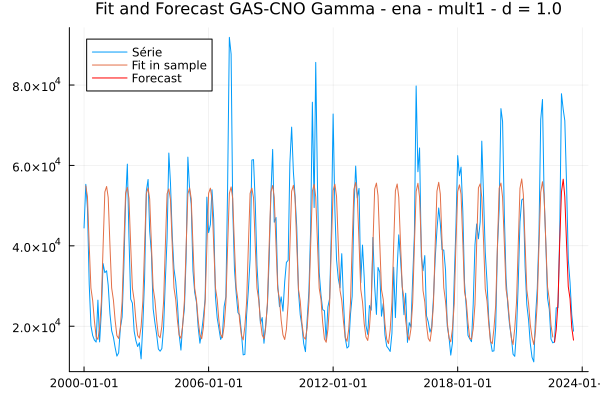 Fit and Forecast GAS-CNO Gamma - ena - mult1 - d = 1.0
Série
Fit in sample
Forecast
8.0×10⁴
6.0×10⁴
4.0×10⁴
2.0×10⁴
2000-01-01 2006-01-01 2012-01-01 2018-01-01 2024-01-